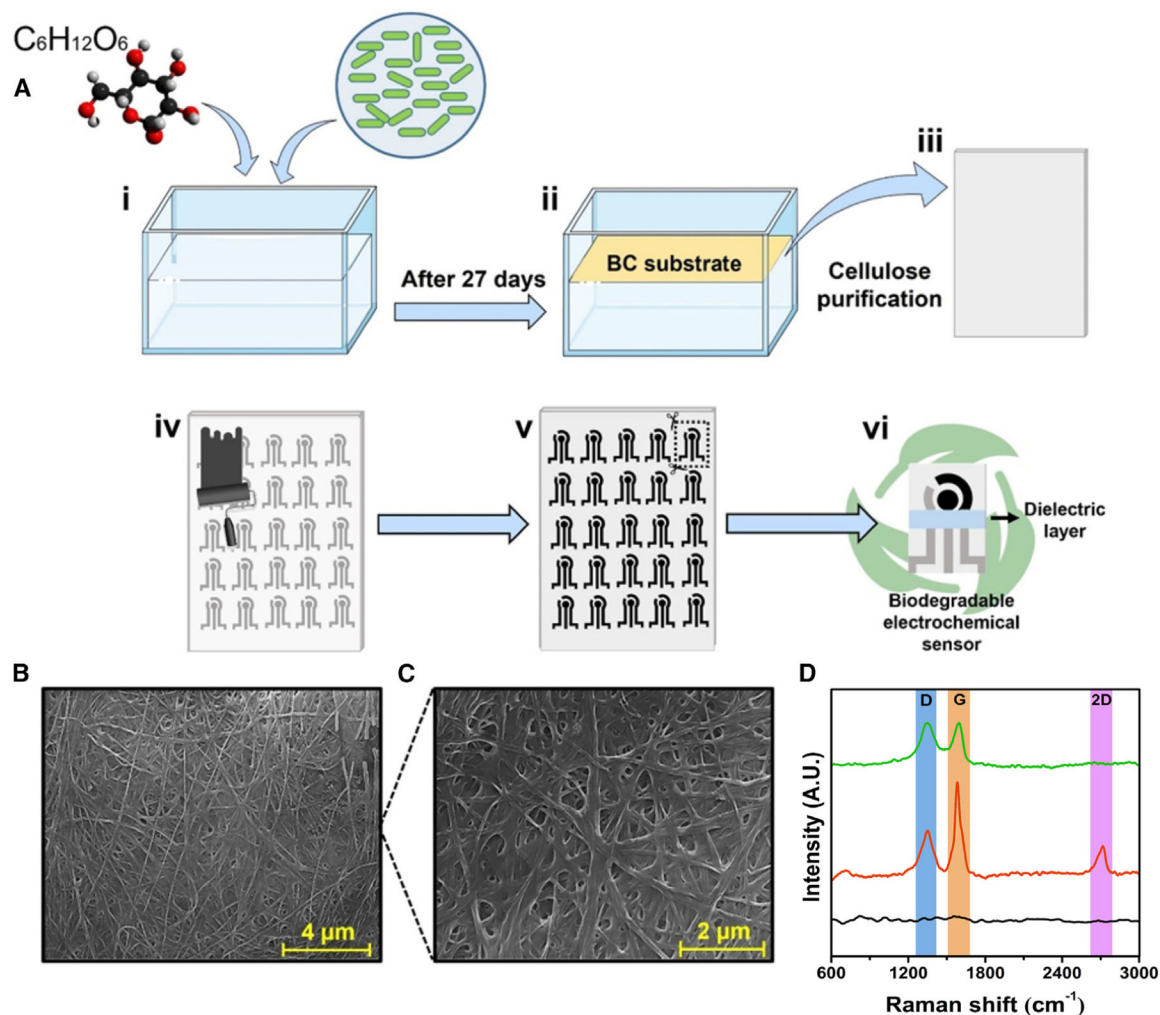 C₆H₁₂O₆
A
i
ii
iii
After 27 days
BC substrate
Cellulose
purification
iv
v
vi
Dielectric
layer
Biodegradable
electrochemical
sensor
B
4 μm
C
2 μm
D
D
G
2D
Intensity (A.U.)
600
1200
1800
2400
3000
Raman shift (cm⁻¹)